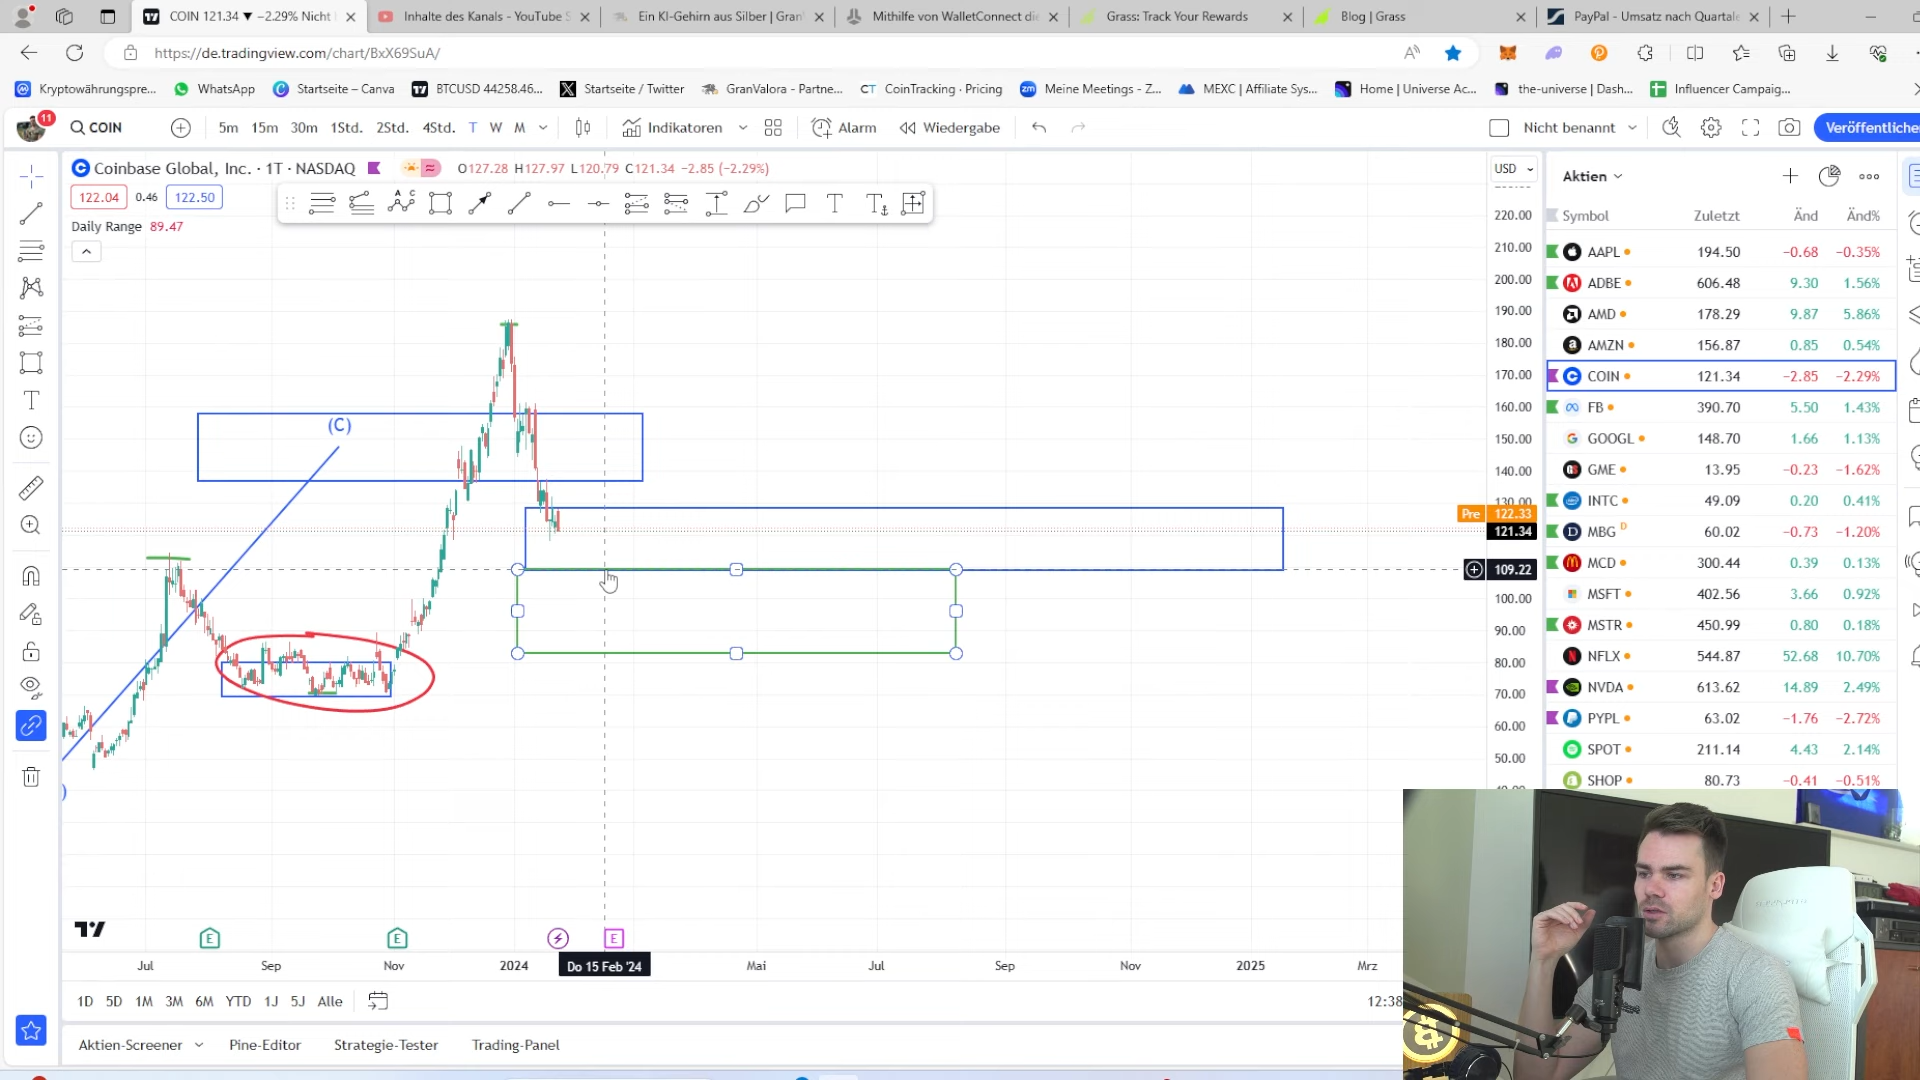 COIN 121.34 ▼ −2.29% Nicht
Inhalte des Kanals - YouTube S
Ein KI-Gehirn aus Silber | Gran
Mithilfe von WalletConnect die
Grass: Track Your Rewards
Blog | Grass
PayPal - Umsatz nach Quartale
https://de.tradingview.com/chart/BxX69SuA/
Kryptowährungspre...
WhatsApp
Startseite – Canva
BTCUSD 44258.46...
Startseite / Twitter
GranValora - Partne...
CT CoinTracking · Pricing
zm Meine Meetings - Z...
MEXC | Affiliate Sys...
Home | Universe Ac...
the-universe | Dash...
Influencer Campaig...
11
COIN
5m 15m 30m 1Std. 2Std. 4Std. T W M
Indikatoren
Alarm
Wiedergabe
Nicht benannt
Veröffentliche
Coinbase Global, Inc. · 1T · NASDAQ
O127.28 H127.97 L120.79 C121.34 −2.85 (−2.29%)
122.04 0.46 122.50
Daily Range 89.47
USD
220.00
210.00
200.00
190.00
180.00
170.00
160.00
150.00
140.00
130.00
Pre 122.33
121.34
109.22
100.00
90.00
80.00
70.00
60.00
50.00
(C)
Aktien
Symbol Zuletzt Änd Änd%
AAPL 194.50 −0.68 −0.35%
ADBE 606.48 9.30 1.56%
AMD 178.29 9.87 5.86%
AMZN 156.87 0.85 0.54%
COIN 121.34 −2.85 −2.29%
FB 390.70 5.50 1.43%
GOOGL 148.70 1.66 1.13%
GME 13.95 −0.23 −1.62%
INTC 49.09 0.20 0.41%
MBG D 60.02 −0.73 −1.20%
MCD 300.44 0.39 0.13%
MSFT 402.56 3.66 0.92%
MSTR 450.99 0.80 0.18%
NFLX 544.87 52.68 10.70%
NVDA 613.62 14.89 2.49%
PYPL 63.02 −1.76 −2.72%
SPOT 211.14 4.43 2.14%
SHOP 80.73 −0.41 −0.51%
E E E
Jul Sep Nov 2024 Do 15 Feb '24 Mai Jul Sep Nov 2025 Mrz
1D 5D 1M 3M 6M YTD 1J 5J Alle
12:38
Aktien-Screener
Pine-Editor
Strategie-Tester
Trading-Panel